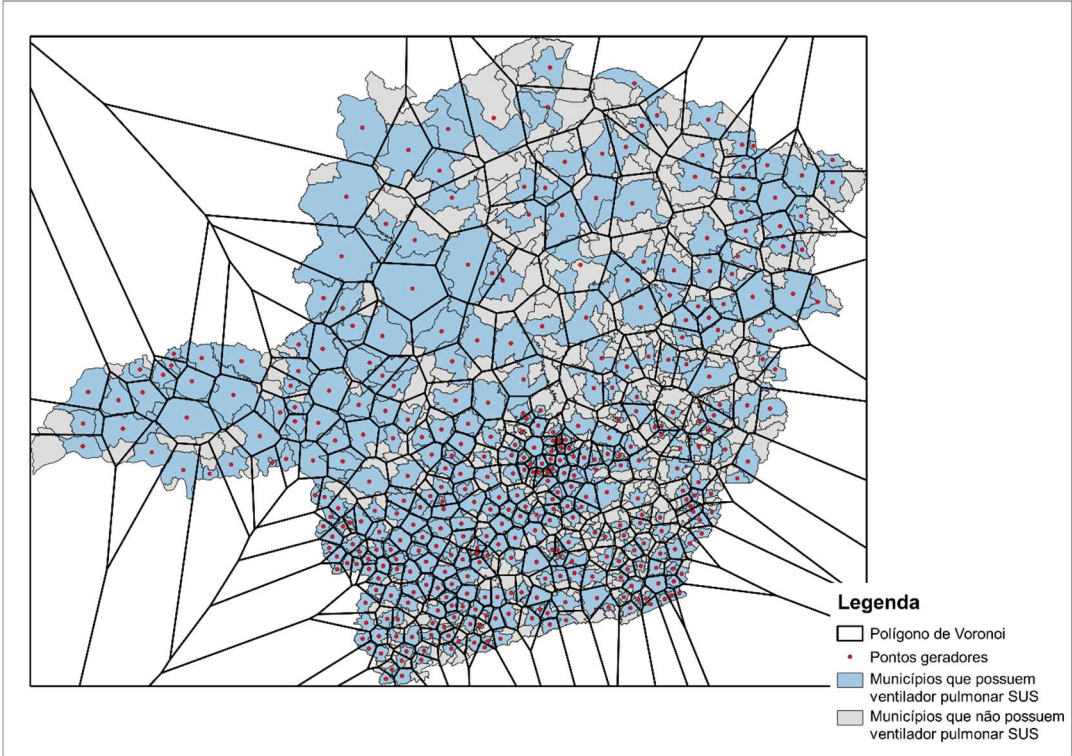 Legenda
Polígono de Voronoi
Pontos geradores
Municípios que possuem
ventilador pulmonar SUS
Municípios que não possuem
ventilador pulmonar SUS